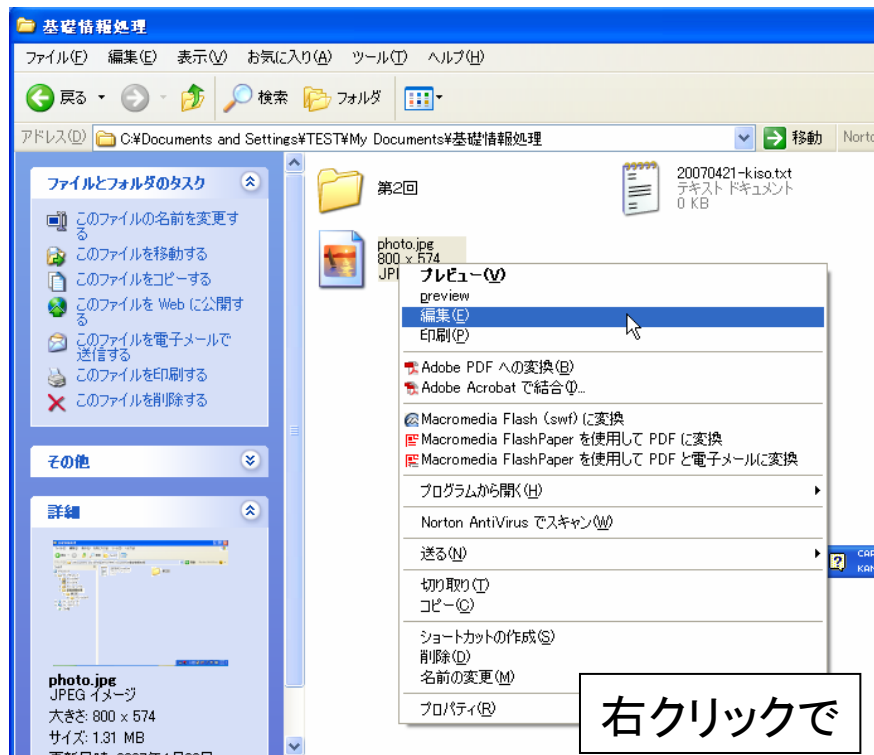 基礎情報処理
ファイル(F) 編集(E) 表示(V) お気に入り(A) ツール(T) ヘルプ(H)
戻る 検索 フォルダ
アドレス(D) C:¥Documents and Settings¥TEST¥My Documents¥基礎情報処理 移動 Norto
ファイルとフォルダのタスク
このファイルの名前を変更す
る
このファイルを移動する
このファイルをコピーする
このファイルを Web に公開す
る
このファイルを電子メールで
送信する
このファイルを印刷する
このファイルを削除する
その他
詳細
photo.jpg
JPEG イメージ
大きさ: 800 x 574
サイズ: 1.31 MB
第2回
20070421-kiso.txt
テキスト ドキュメント
0 KB
photo.jpg
800 x 574
JPE
プレビュー(V)
preview
編集(E)
印刷(P)
Adobe PDF への変換(B)
Adobe Acrobat で結合(I)...
Macromedia Flash (swf) に変換
Macromedia FlashPaper を使用して PDF に変換
Macromedia FlashPaper を使用して PDF と電子メールに変換
プログラムから開く(H)
Norton AntiVirus でスキャン(W)
送る(N)
切り取り(T)
コピー(C)
ショートカットの作成(S)
削除(D)
名前の変更(M)
プロパティ(R)
CAP
KAN
右クリックで